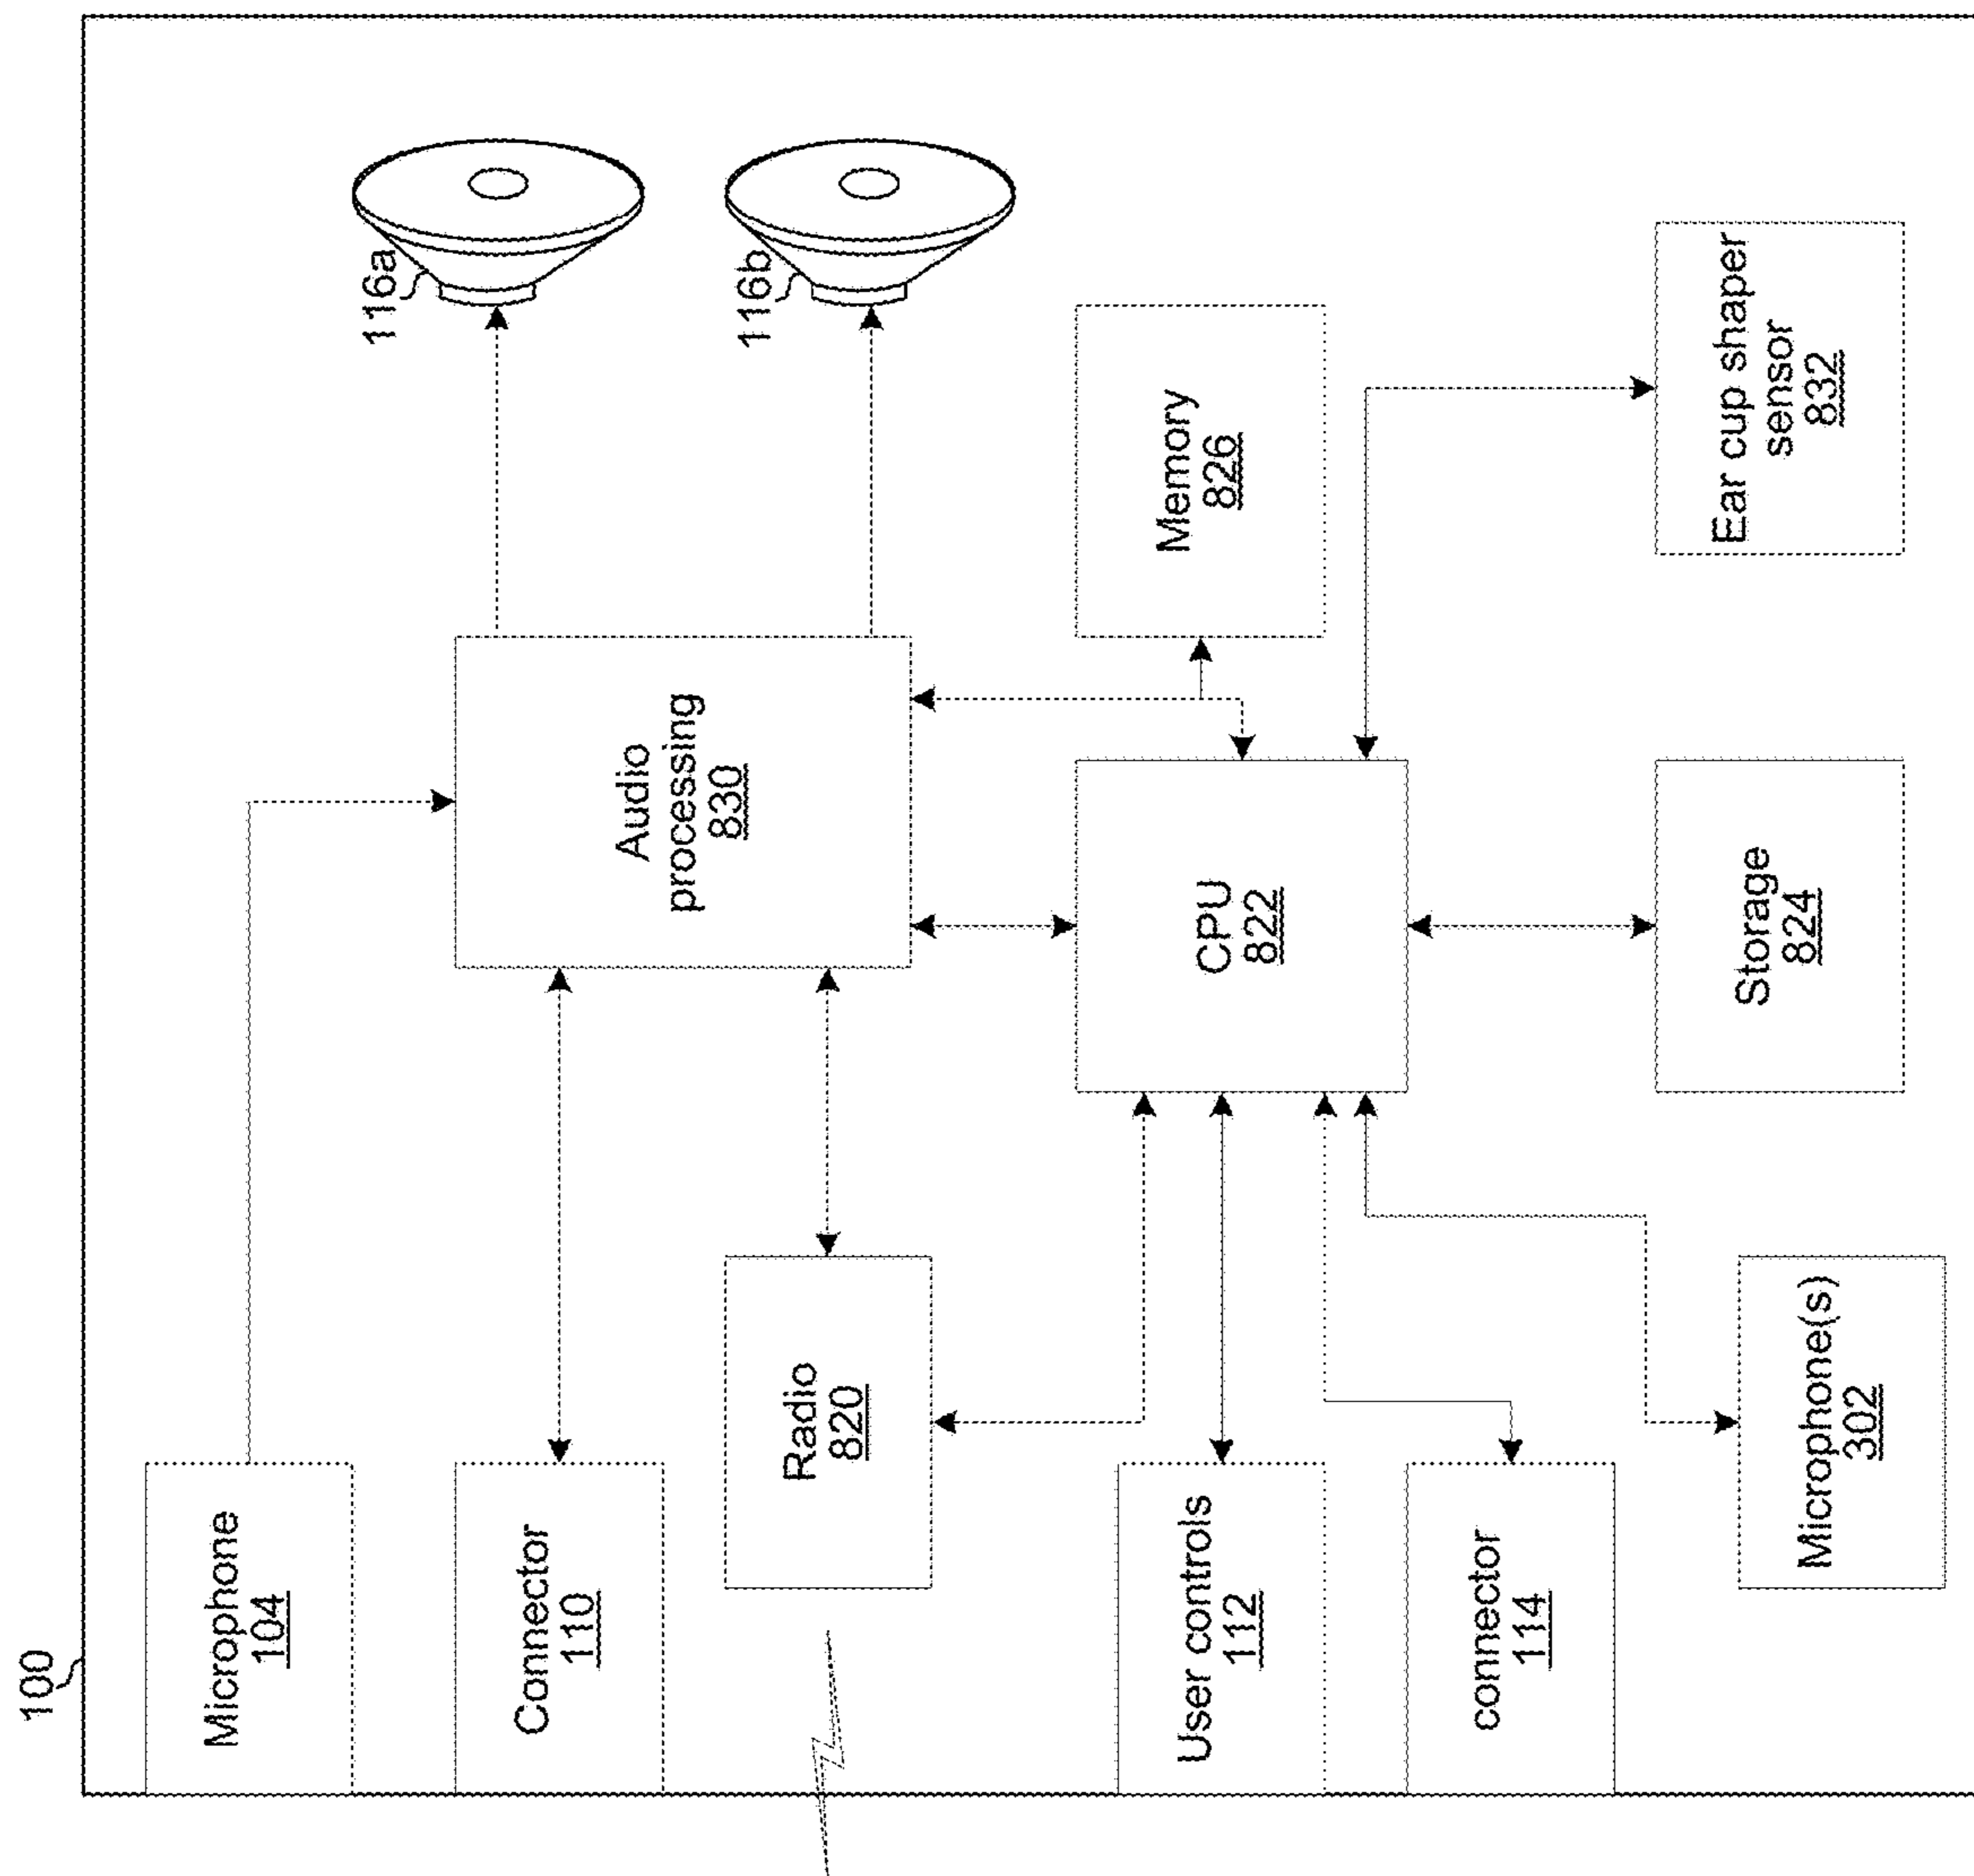 100
Microphone
104
Connector
110
Radio
820
User controls
112
connector
114
Microphone(s)
302
Audio
processing
830
CPU
822
Storage
824
116a
116b
Memory
826
Ear cup shaper
sensor
832